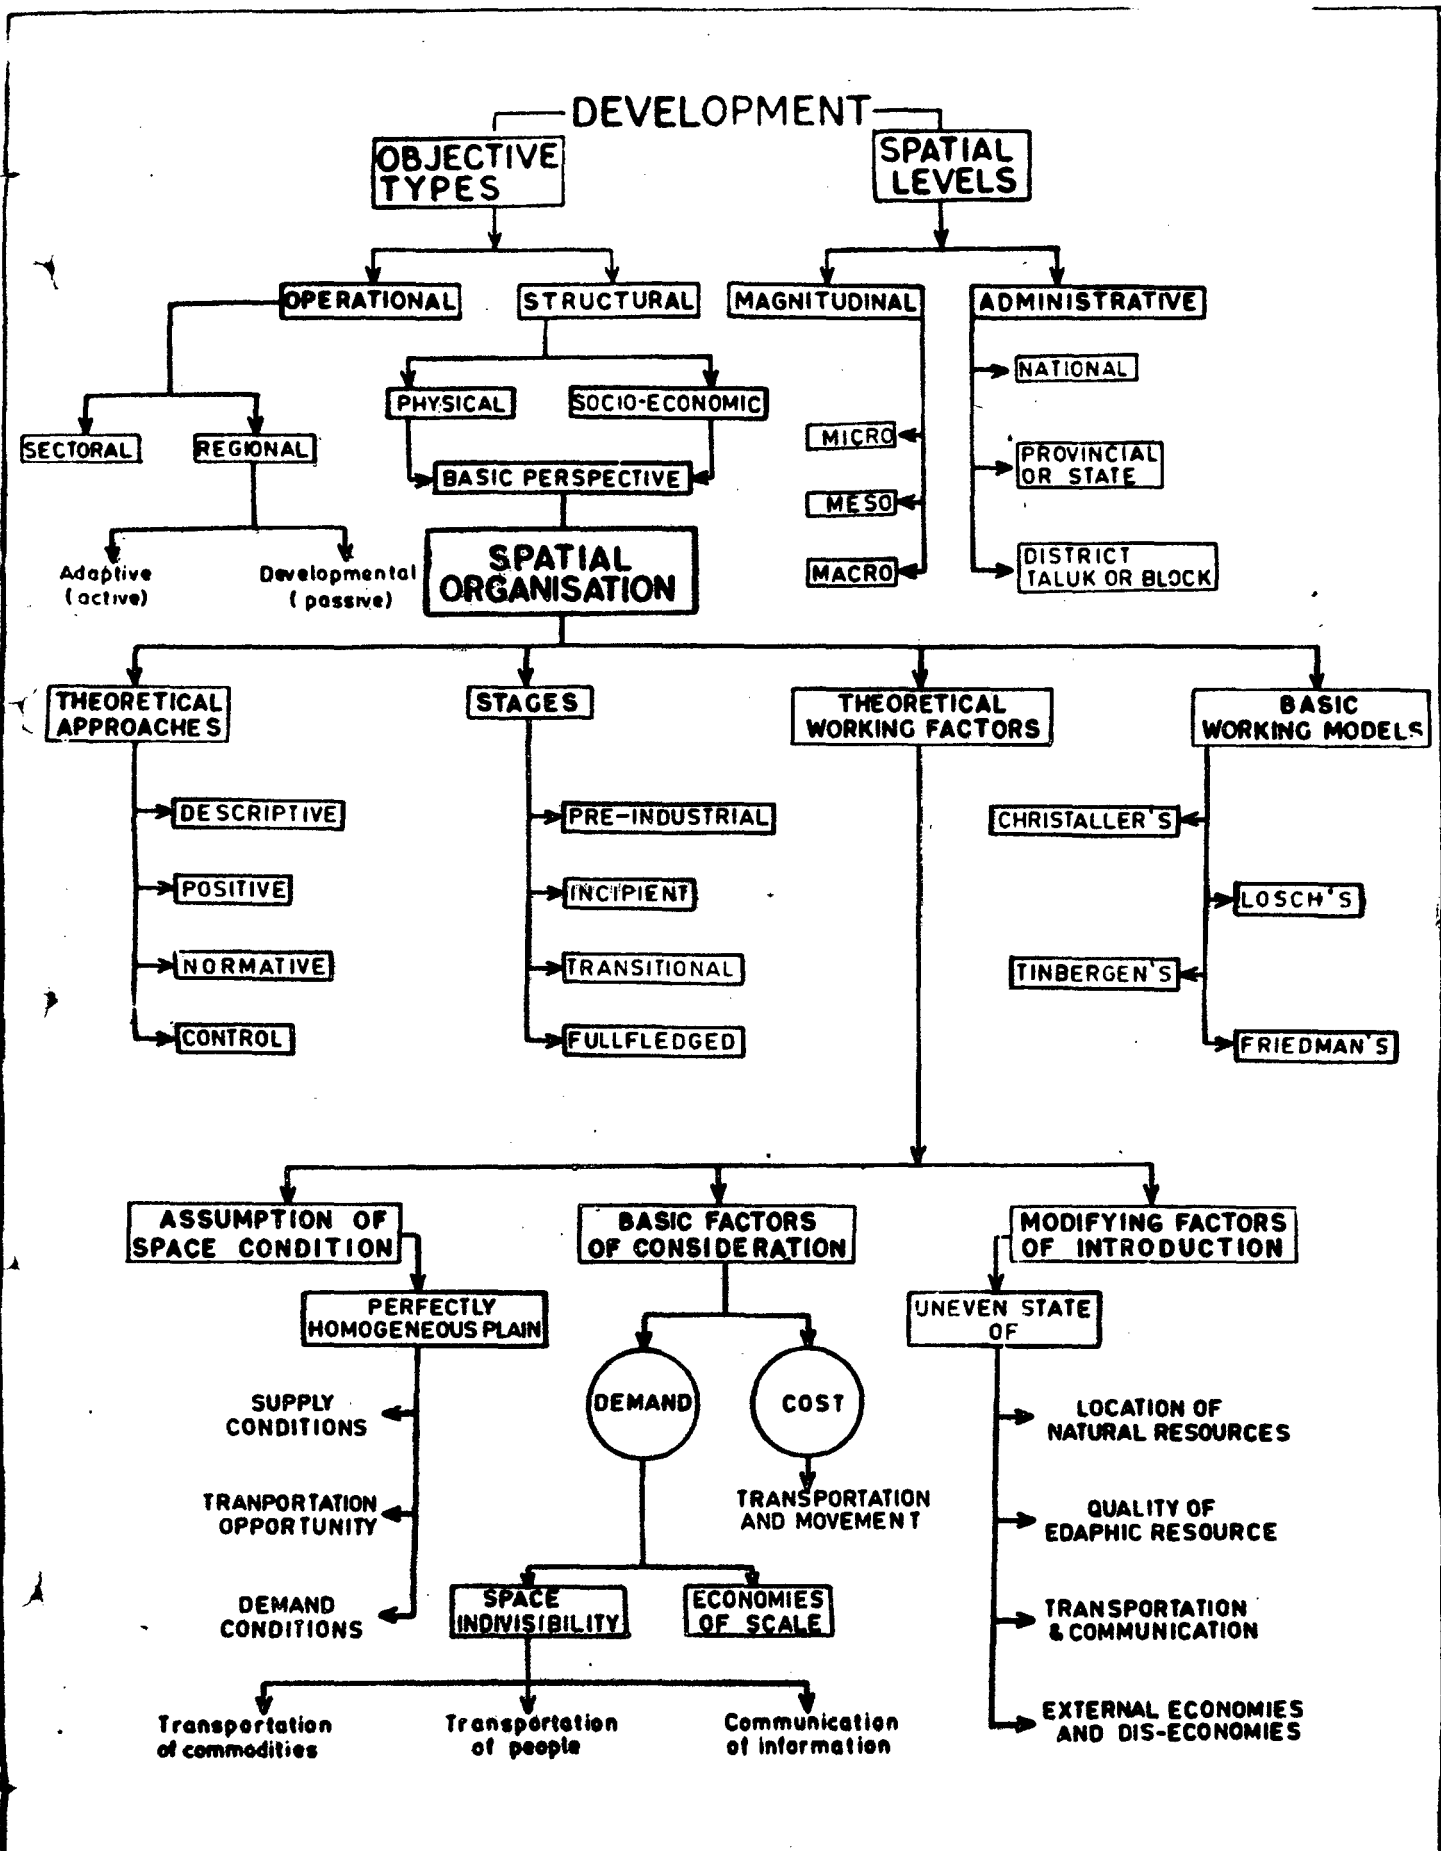 DEVELOPMENT
OBJECTIVE
TYPES
SPATIAL
LEVELS
OPERATIONAL
STRUCTURAL
MAGNITUDINAL
ADMINISTRATIVE
NATIONAL
PHYSICAL
SOCIO-ECONOMIC
SECTORAL
REGIONAL
MICRO
PROVINCIAL
OR STATE
BASIC PERSPECTIVE
MESO
SPATIAL
ORGANISATION
Adaptive
(active)
Developmental
(passive)
MACRO
DISTRICT
TALUK OR BLOCK
THEORETICAL
APPROACHES
STAGES
THEORETICAL
WORKING FACTORS
BASIC
WORKING MODELS
DESCRIPTIVE
PRE-INDUSTRIAL
CHRISTALLER'S
POSITIVE
INCIPIENT
LOSCH'S
NORMATIVE
TRANSITIONAL
TINBERGEN'S
CONTROL
FULLFLEDGED
FRIEDMAN'S
ASSUMPTION OF
SPACE CONDITION
BASIC FACTORS
OF CONSIDERATION
MODIFYING FACTORS
OF INTRODUCTION
PERFECTLY
HOMOGENEOUS PLAIN
UNEVEN STATE
OF
SUPPLY
CONDITIONS
DEMAND
COST
LOCATION OF
NATURAL RESOURCES
TRANPORTATION
OPPORTUNITY
TRANSPORTATION
AND MOVEMENT
QUALITY OF
EDAPHIC RESOURCE
DEMAND
CONDITIONS
SPACE
INDIVISIBILITY
ECONOMIES
OF SCALE
TRANSPORTATION
& COMMUNICATION
Transportation
of commodities
Transportation
of people
Communication
of information
EXTERNAL ECONOMIES
AND DIS-ECONOMIES